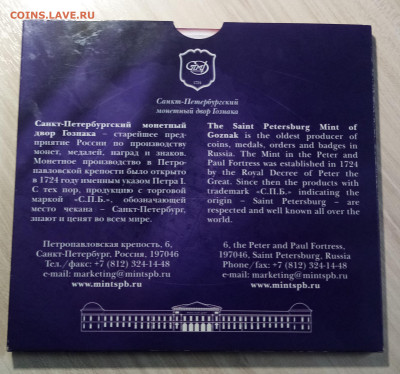 COINS.LAVE.RU
Санкт-Петербургский
монетный двор Гознака
Санкт-Петербургский монетный
двор Гознака – старейшее пред-
приятие России по производству
монет, медалей, наград и знаков.
Монетное производство в Петро-
павловской крепости было открыто
в 1724 году именным указом Петра I.
С тех пор, продукцию с торговой
маркой «С.П.Б.», обозначающей
место чекана – Санкт-Петербург,
знают и ценят во всем мире.
The Saint Petersburg Mint of
Goznak is the oldest producer of
coins, medals, orders and badges in
Russia. The Mint in the Peter and
Paul Fortress was established in 1724
by the Royal Decree of Peter the
Great. Since then the products with
trademark «С.П.Б.» indicating the
origin – Saint Petersburg – are
respected and well known all over the
world.
Петропавловская крепость, 6,
Санкт-Петербург, Россия, 197046
Тел./факс: +7 (812) 324-14-48
e-mail: marketing@mintspb.ru
www.mintspb.ru
6, the Peter and Paul Fortress,
197046, Saint Petersburg, Russia
Phone/fax: +7 (812) 324-14-48
e-mail: marketing@mintspb.ru
www.mintspb.ru